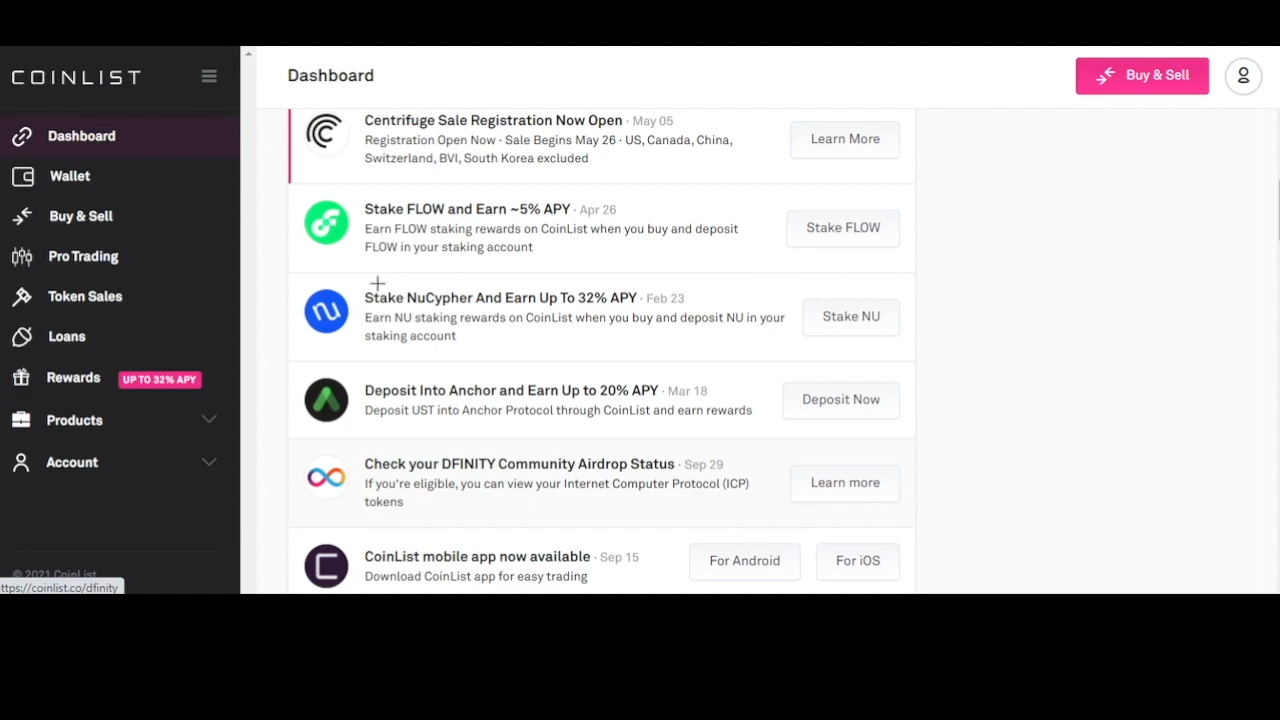 COINLIST
Dashboard
Buy & Sell
Dashboard
Wallet
Buy & Sell
Pro Trading
Token Sales
Loans
Rewards UP TO 32% APY
Products
Account
© 2021 CoinList
ttps://coinlist.co/dfinity
Centrifuge Sale Registration Now Open · May 05
Registration Open Now · Sale Begins May 26 · US, Canada, China,
Switzerland, BVI, South Korea excluded
Learn More
Stake FLOW and Earn ~5% APY · Apr 26
Earn FLOW staking rewards on CoinList when you buy and deposit
FLOW in your staking account
Stake FLOW
Stake NuCypher And Earn Up To 32% APY · Feb 23
Earn NU staking rewards on CoinList when you buy and deposit NU in your
staking account
Stake NU
Deposit Into Anchor and Earn Up to 20% APY · Mar 18
Deposit UST into Anchor Protocol through CoinList and earn rewards
Deposit Now
Check your DFINITY Community Airdrop Status · Sep 29
If you're eligible, you can view your Internet Computer Protocol (ICP)
tokens
Learn more
CoinList mobile app now available · Sep 15
Download CoinList app for easy trading
For Android
For iOS